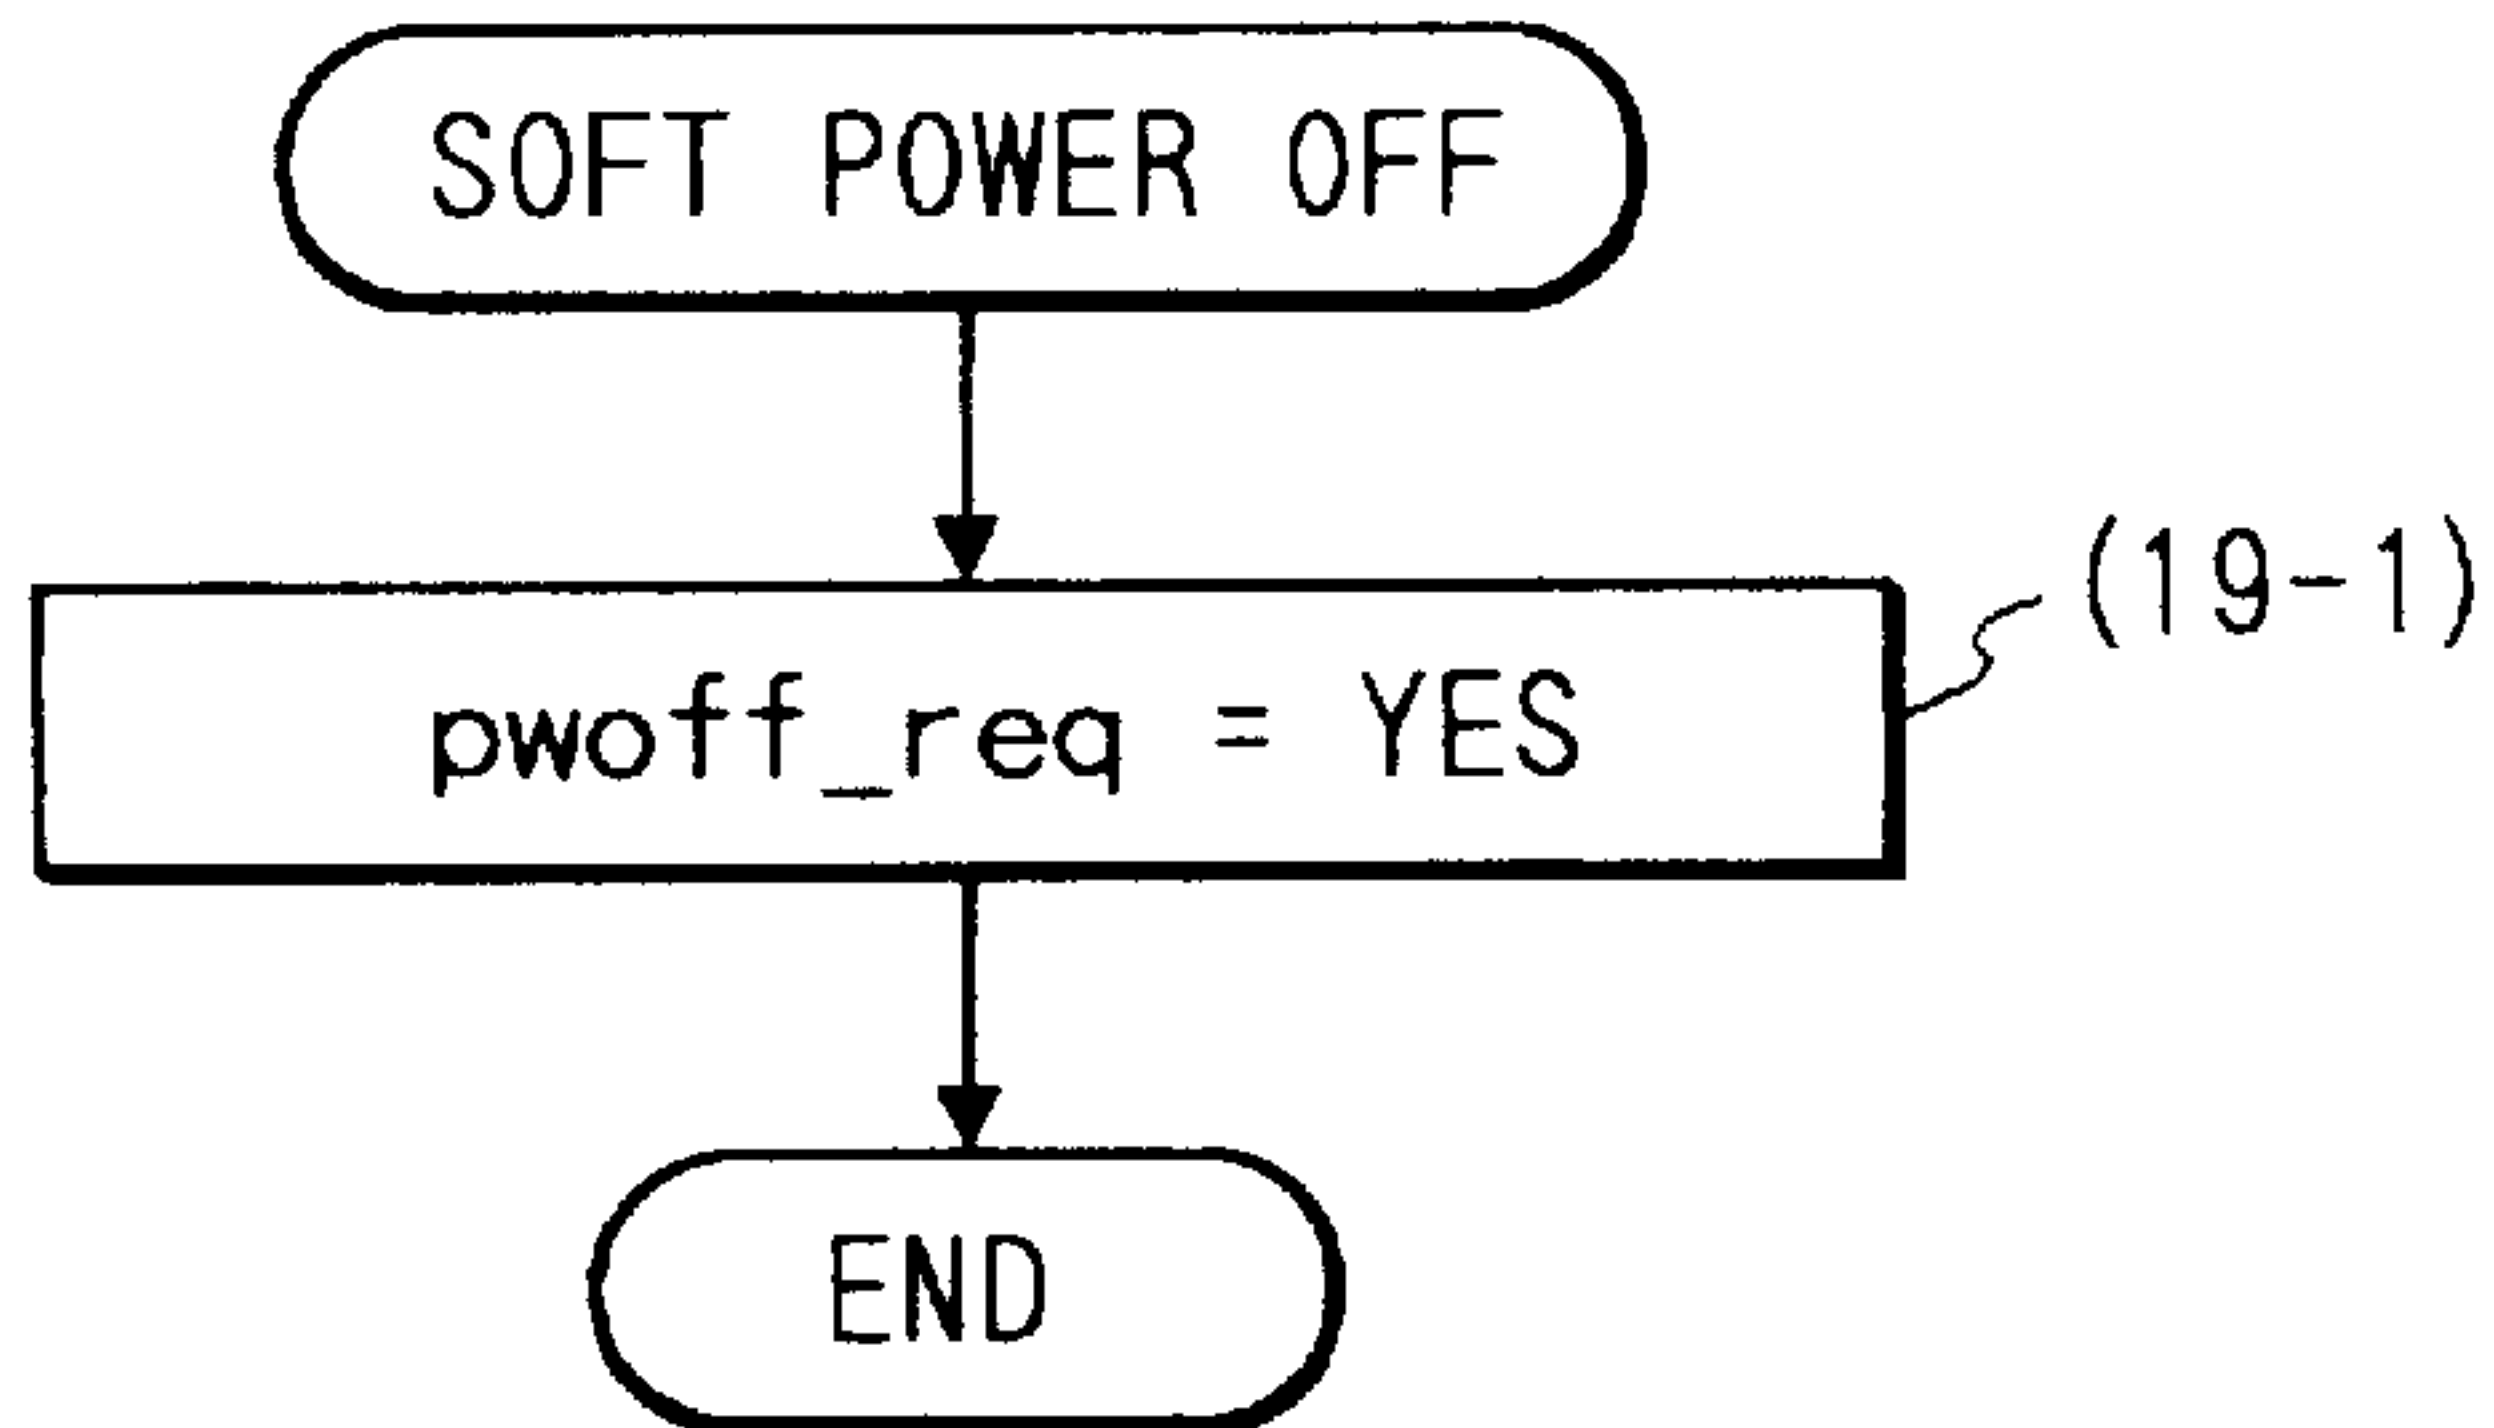 SOFT POWER OFF
(19-1)
pwoff_req = YES
END